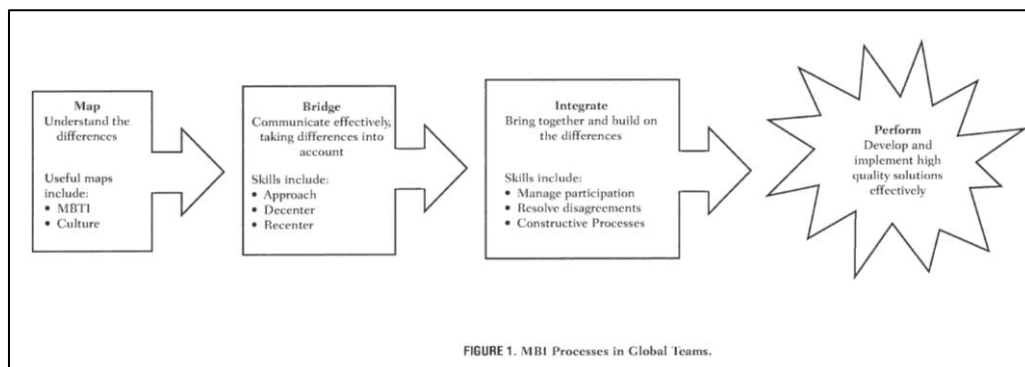 Map
Understand the
differences
Useful maps
include:
• MBTI
• Culture
Bridge
Communicate effectively,
taking differences into
account
Skills include:
• Approach
• Decenter
• Recenter
Integrate
Bring together and build on
the differences
Skills include:
• Manage participation
• Resolve disagreements
• Constructive Processes
Perform
Develop and
implement high
quality solutions
effectively
FIGURE 1. MBI Processes in Global Teams.